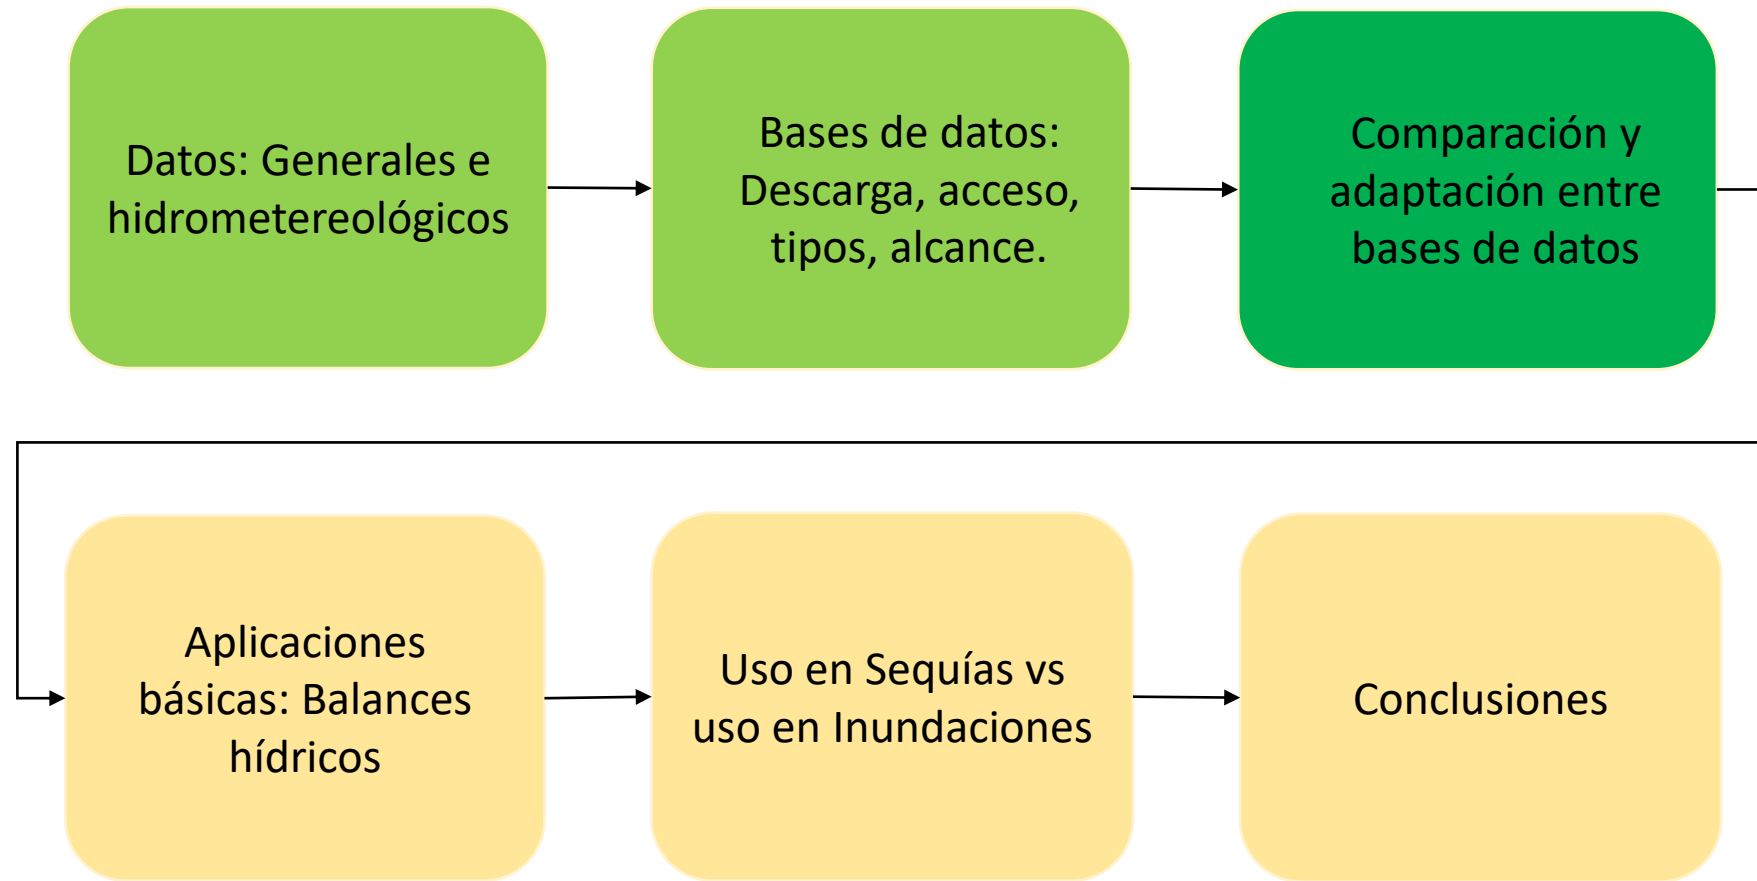 Datos: Generales e
hidrometereológicos
Bases de datos:
Descarga, acceso,
tipos, alcance.
Comparación y
adaptación entre
bases de datos
Aplicaciones
básicas: Balances
hídricos
Uso en Sequías vs
uso en Inundaciones
Conclusiones